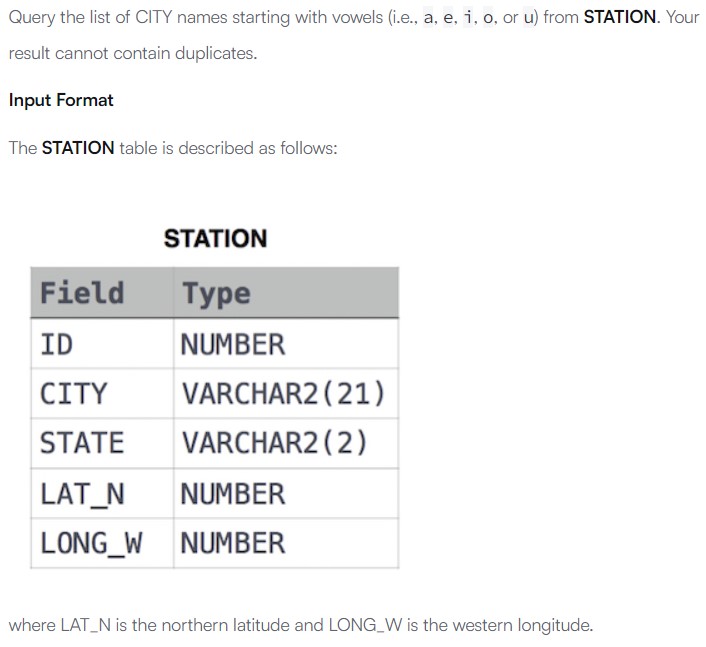 Query the list of CITY names starting with vowels (i.e., a, e, i, o, or u) from STATION. Your
result cannot contain duplicates.
Input Format
The STATION table is described as follows:
STATION
Field Type
ID NUMBER
CITY VARCHAR2(21)
STATE VARCHAR2(2)
LAT_N NUMBER
LONG_W NUMBER
where LAT_N is the northern latitude and LONG_W is the western longitude.